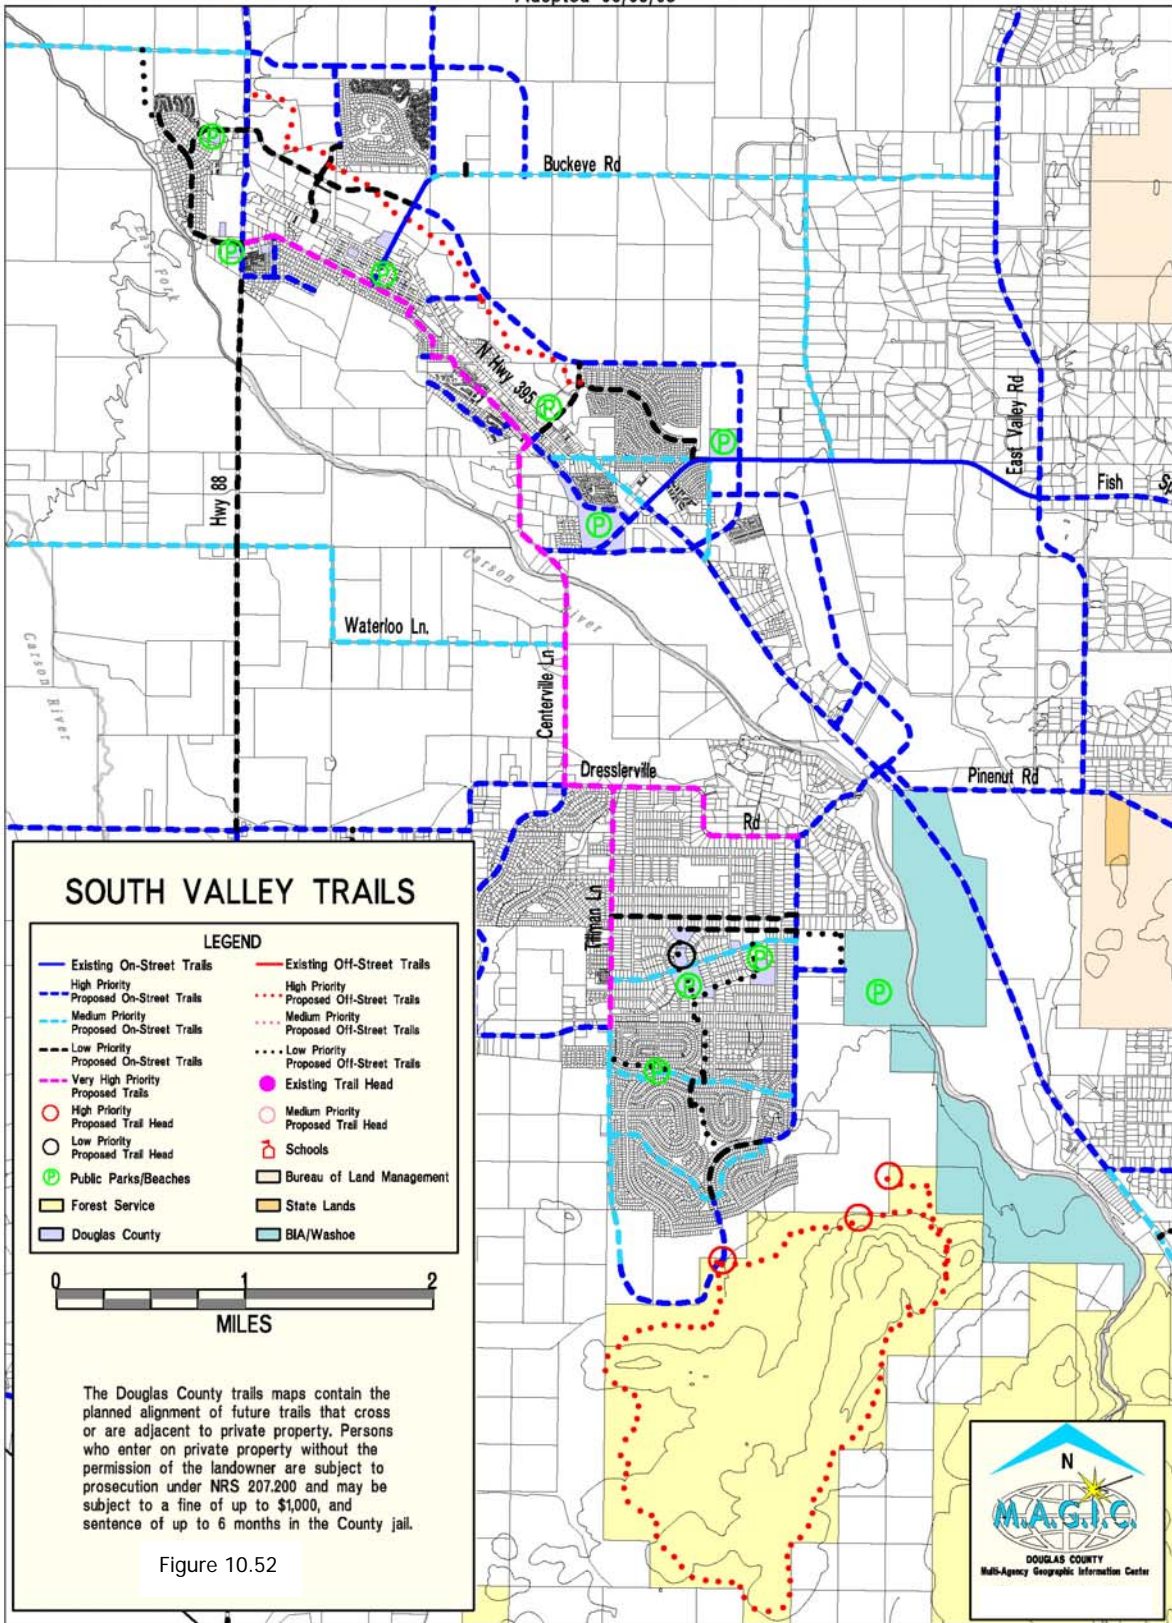 Buckeye Rd
East Fork
N Hwy 395
East Valley Rd
Fish
Hwy 88
Carson
River
Waterloo Ln.
Carson
River
Centerville Ln
Dresslerville
Pinenut Rd
Rd
Tillman Ln
SOUTH VALLEY TRAILS
LEGEND
Existing On-Street Trails
High Priority
Proposed On-Street Trails
Medium Priority
Proposed On-Street Trails
Low Priority
Proposed On-Street Trails
Very High Priority
Proposed Trails
High Priority
Proposed Trail Head
Low Priority
Proposed Trail Head
P Public Parks/Beaches
Forest Service
Douglas County
Existing Off-Street Trails
High Priority
Proposed Off-Street Trails
Medium Priority
Proposed Off-Street Trails
Low Priority
Proposed Off-Street Trails
Existing Trail Head
Medium Priority
Proposed Trail Head
Schools
Bureau of Land Management
State Lands
BIA/Washoe
0 1 2
MILES
The Douglas County trails maps contain the
planned alignment of future trails that cross
or are adjacent to private property. Persons
who enter on private property without the
permission of the landowner are subject to
prosecution under NRS 207.200 and may be
subject to a fine of up to $1,000, and
sentence of up to 6 months in the County jail.
Figure 10.52
N
M.A.G.I.C.
DOUGLAS COUNTY
Multi-Agency Geographic Information Center